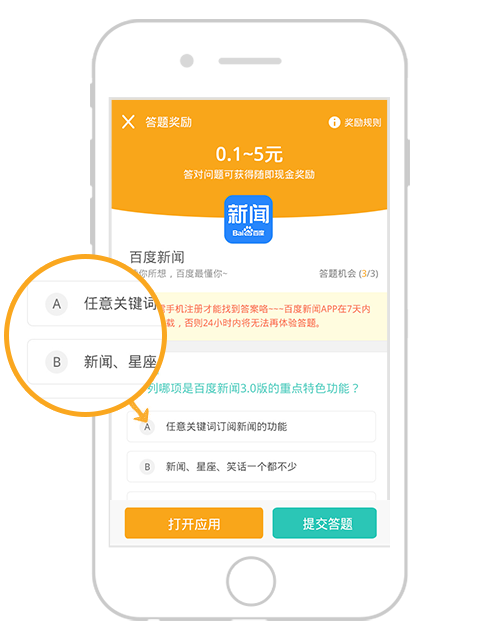 答题奖励
奖励规则
0.1~5元
答对问题可获得随即现金奖励
新闻
Bai百度
百度新闻
你所想，百度最懂你~
答题机会 (3/3)
手机注册才能找到答案咯~~~百度新闻APP在7天内
载，否则24小时内将无法再体验答题。
A 任意关键词
B 新闻、星座
列哪项是百度新闻3.0版的重点特色功能？
A 任意关键词订阅新闻的功能
B 新闻、星座、笑话一个都不少
打开应用
提交答题